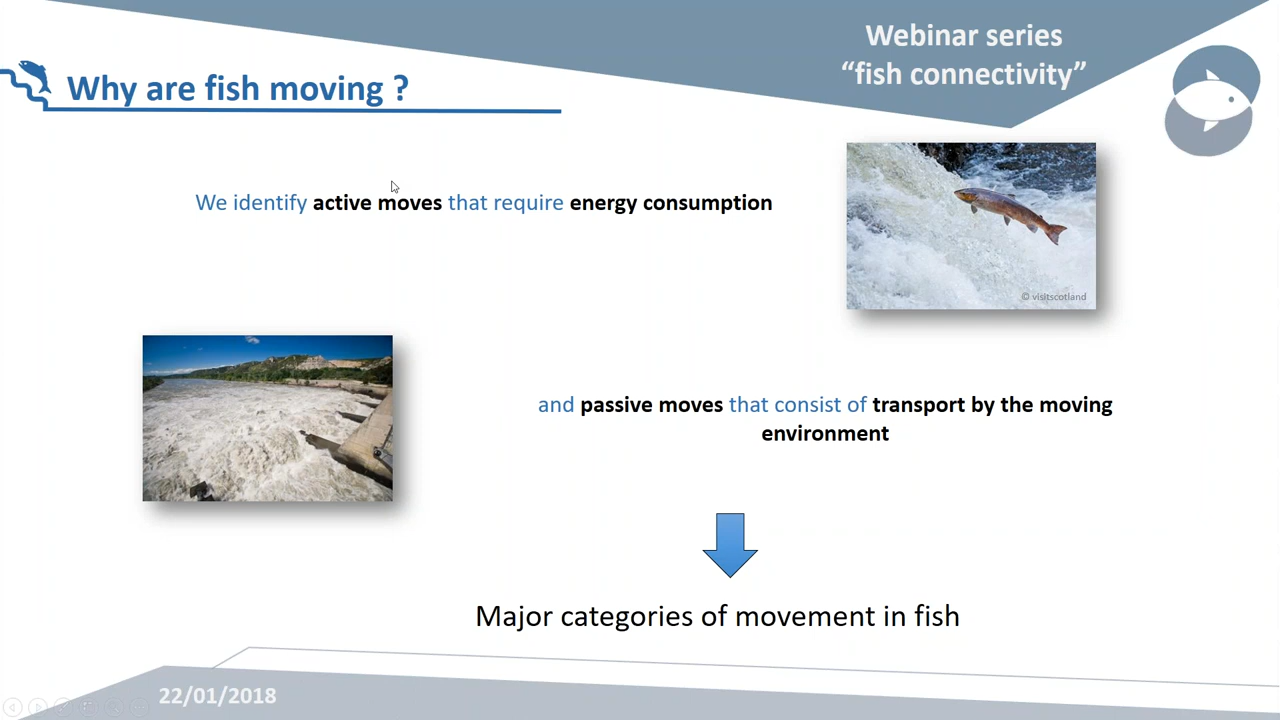 Webinar series
“fish connectivity”
Why are fish moving ?
We identify active moves that require energy consumption
© visitscotland
and passive moves that consist of transport by the moving
environment
Major categories of movement in fish
22/01/2018